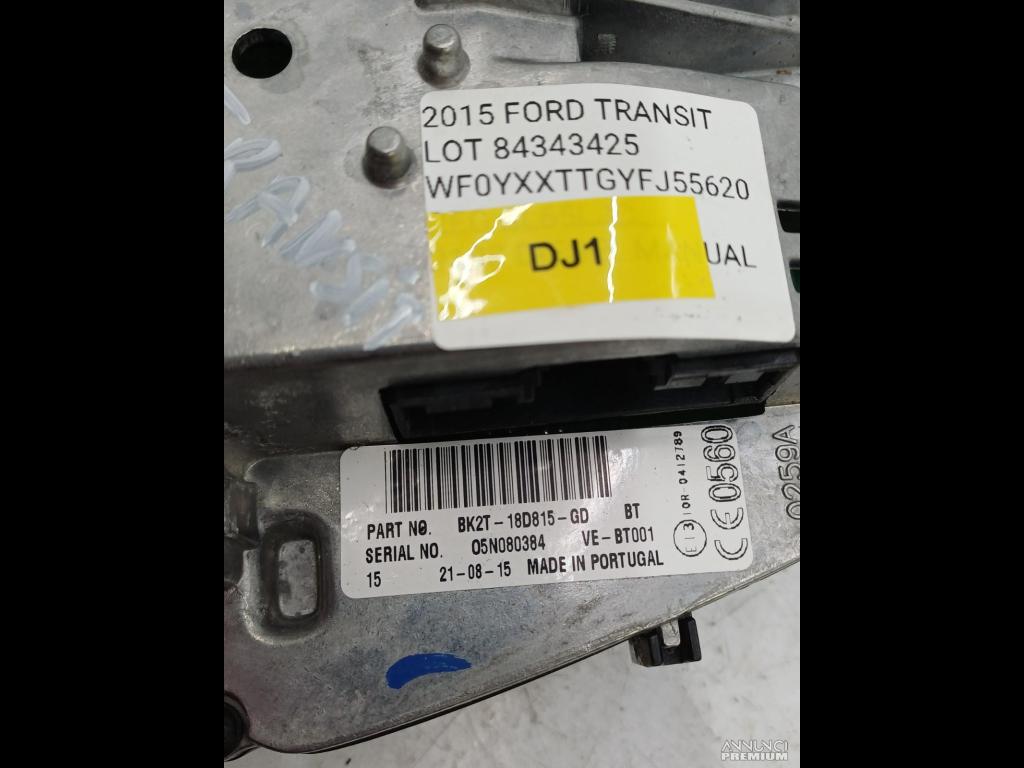 2015 FORD TRANSIT
LOT 84343425
WF0YXXTTGYFJ55620
DJ1 MANUAL
PART NO. BK2T-18D815-GD BT
SERIAL NO. 05N080384 VE-BT001
15 21-08-15 MADE IN PORTUGAL
E13 10R 0412789
CE0560
0259A
ANNUNCI
PREMIUM